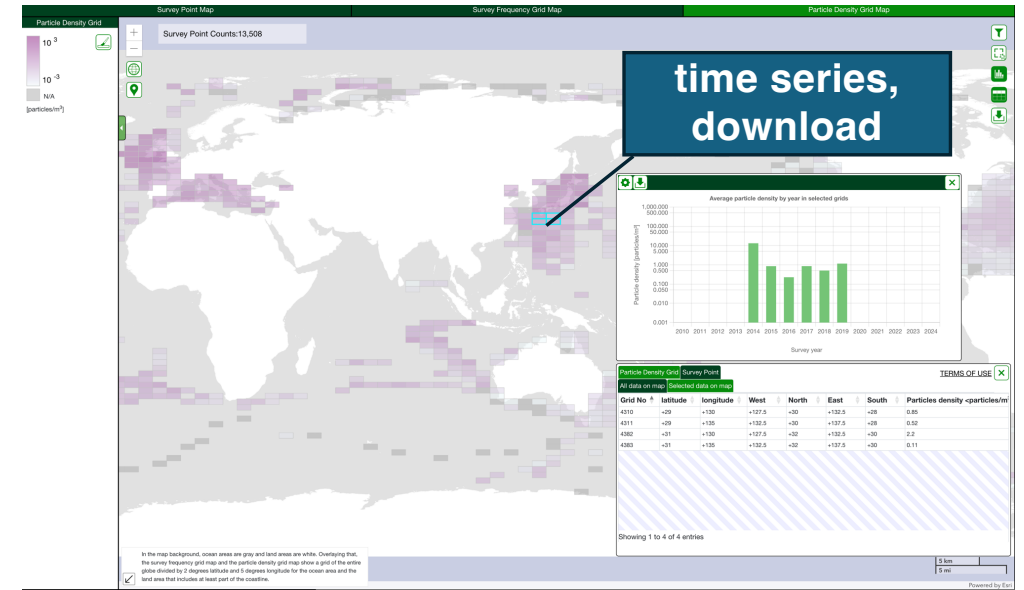 Survey Point Map
Survey Frequency Grid Map
Particle Density Grid Map
Particle Density Grid
10 3
10 -3
N/A
[particles/m3]
+
Survey Point Counts:13,508
−
time series,
download
Average particle density by year in selected grids
Particle density [particles/m³]
1,000.000
500.000
100.000
50.000
10.000
5.000
1.000
0.500
0.100
0.050
0.010
0.001
2010 2011 2012 2013 2014 2015 2016 2017 2018 2019 2020 2021 2022 2023 2024
Survey year
Particle Density Grid Survey Point
TERMS OF USE
All data on map Selected data on map
Grid No latitude longitude West North East South Particles density <particles/m
4310 +29 +130 +127.5 +30 +132.5 +28 0.85
4311 +29 +135 +132.5 +30 +137.5 +28 0.52
4382 +31 +130 +127.5 +32 +132.5 +30 2.2
4383 +31 +135 +132.5 +32 +137.5 +30 0.11
Showing 1 to 4 of 4 entries
In the map background, ocean areas are gray and land areas are white. Overlaying that,
the survey frequency grid map and the particle density grid map show a grid of the entire
globe divided by 2 degrees latitude and 5 degrees longitude for the ocean area and the
land area that includes at least part of the coastline.
5 km
5 mi
Powered by Esri